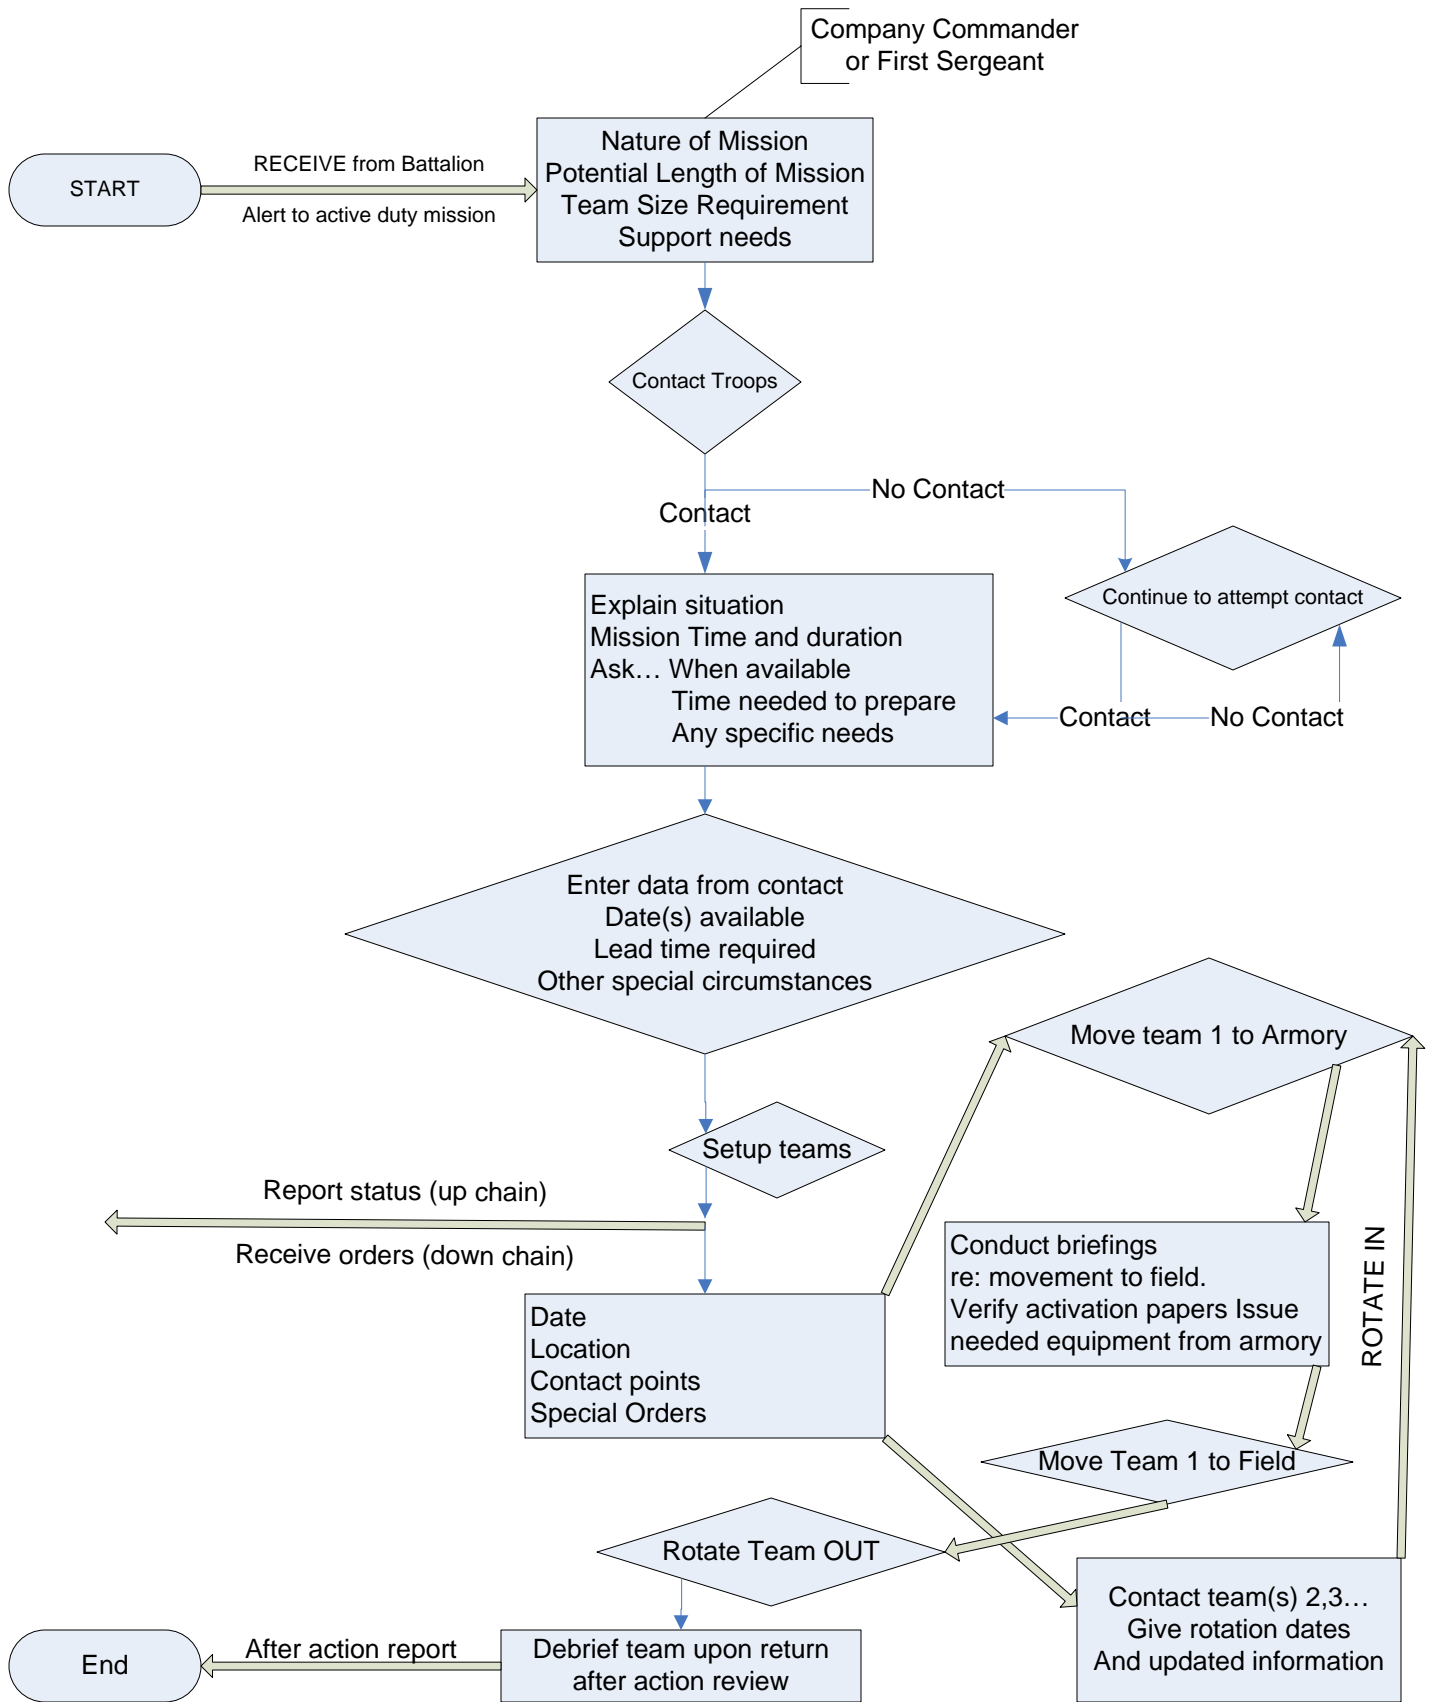 Company Commander
or First Sergeant
START
RECEIVE from Battalion
Alert to active duty mission
Nature of Mission
Potential Length of Mission
Team Size Requirement
Support needs
Contact Troops
No Contact
Contact
Continue to attempt contact
Explain situation
Mission Time and duration
Ask… When available
Time needed to prepare
Any specific needs
Contact
No Contact
Enter data from contact
Date(s) available
Lead time required
Other special circumstances
Setup teams
Report status (up chain)
Receive orders (down chain)
Date
Location
Contact points
Special Orders
Move team 1 to Armory
Conduct briefings
re: movement to field.
Verify activation papers Issue
needed equipment from armory
ROTATE IN
Move Team 1 to Field
Rotate Team OUT
Contact team(s) 2,3…
Give rotation dates
And updated information
Debrief team upon return
after action review
After action report
End